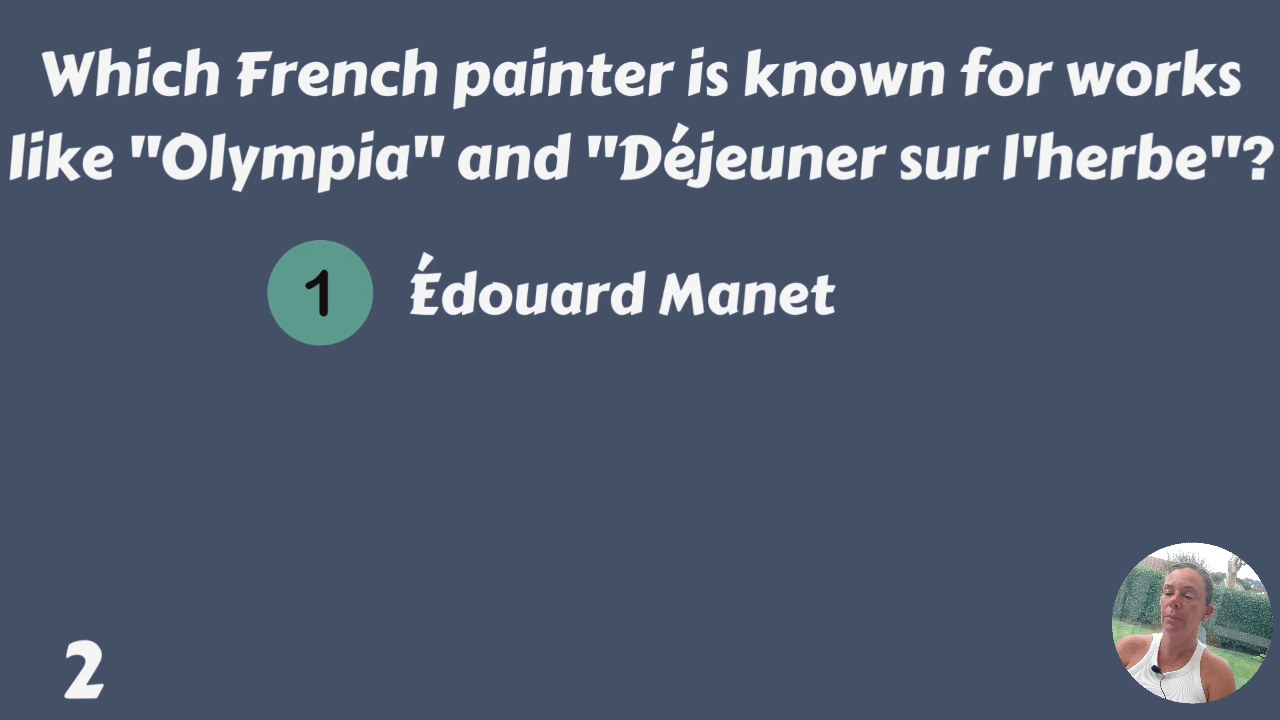 Which French painter is known for works
like "Olympia" and "Déjeuner sur l'herbe"?
1 Édouard Manet
2